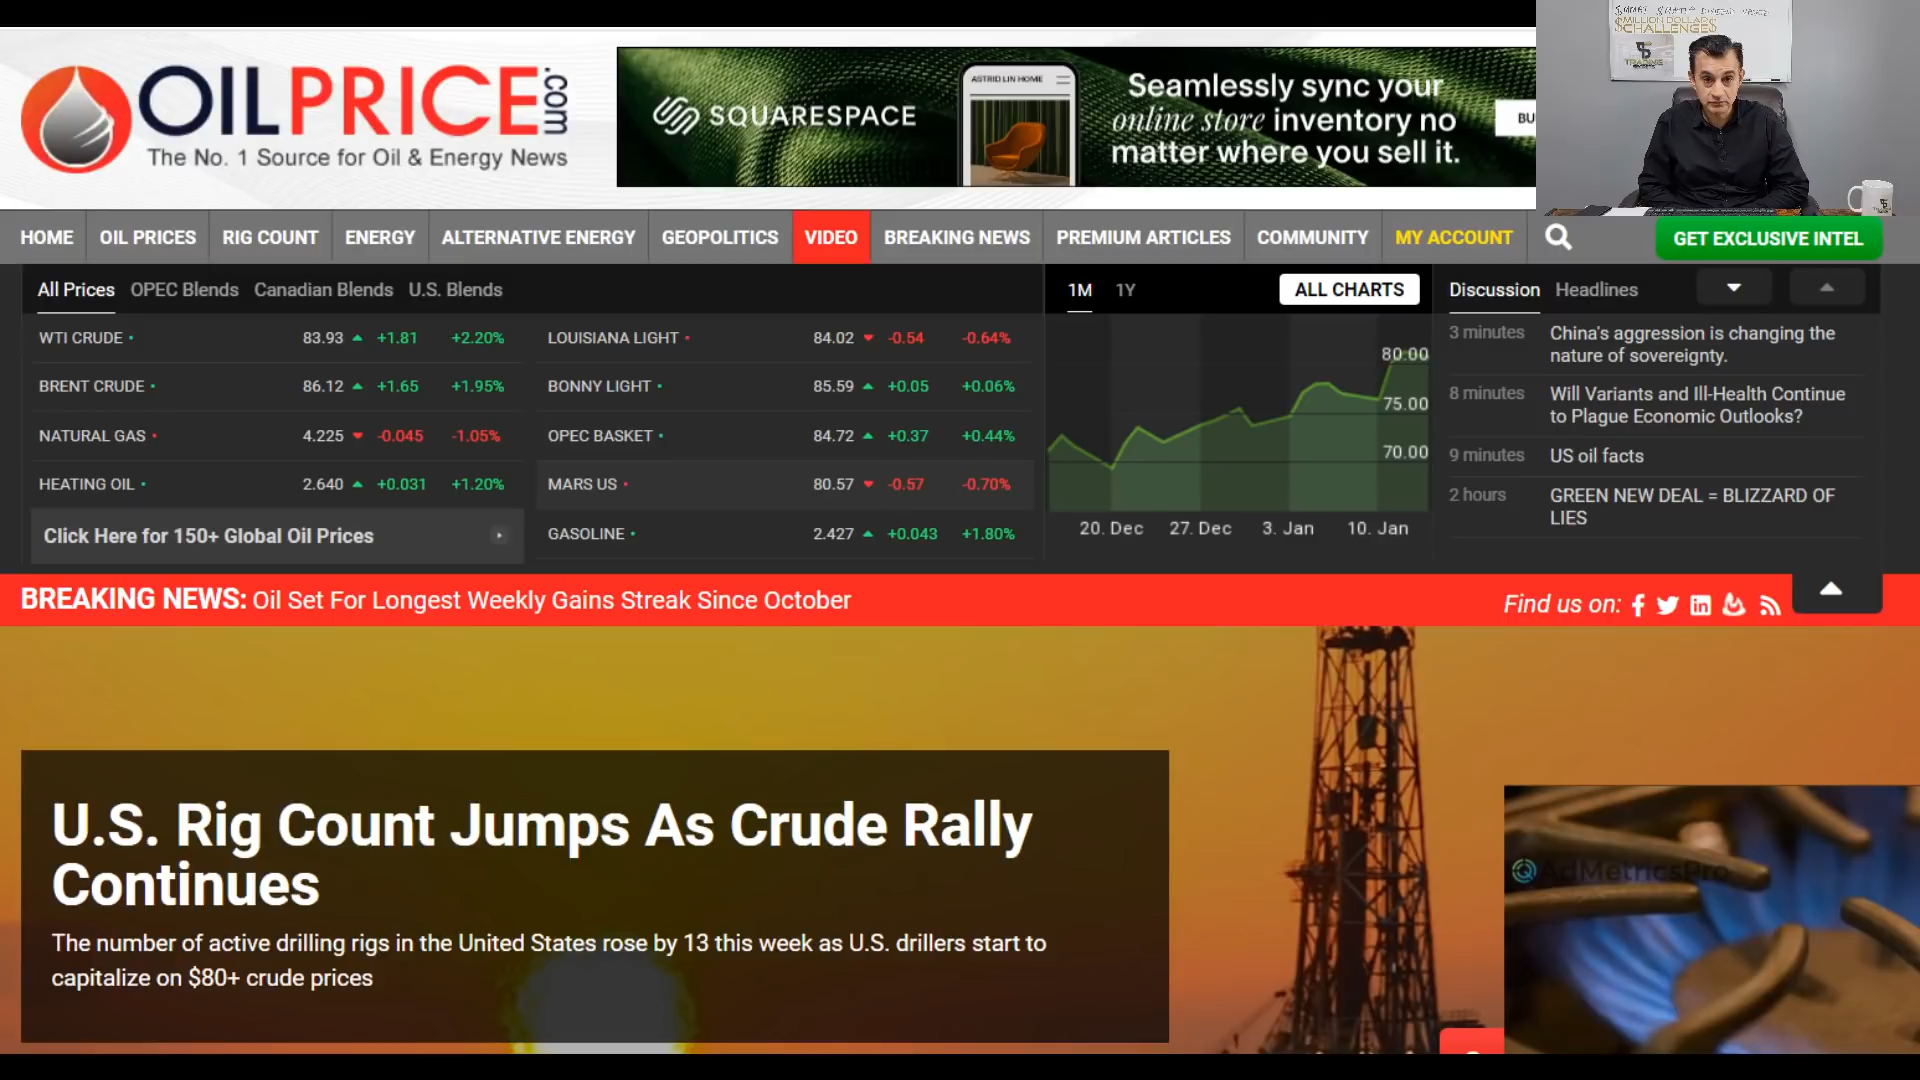 $MILLION DOLLAR$
$CHALLENGE$
TRADING
OILPRICE.com
The No. 1 Source for Oil & Energy News
SQUARESPACE
ASTRID LIN HOME
Seamlessly sync your
online store inventory no
matter where you sell it.
BU
HOME
OIL PRICES
RIG COUNT
ENERGY
ALTERNATIVE ENERGY
GEOPOLITICS
VIDEO
BREAKING NEWS
PREMIUM ARTICLES
COMMUNITY
MY ACCOUNT
GET EXCLUSIVE INTEL
All Prices OPEC Blends Canadian Blends U.S. Blends
WTI CRUDE 83.93 +1.81 +2.20%
BRENT CRUDE 86.12 +1.65 +1.95%
NATURAL GAS 4.225 -0.045 -1.05%
HEATING OIL 2.640 +0.031 +1.20%
Click Here for 150+ Global Oil Prices
LOUISIANA LIGHT 84.02 -0.54 -0.64%
BONNY LIGHT 85.59 +0.05 +0.06%
OPEC BASKET 84.72 +0.37 +0.44%
MARS US 80.57 -0.57 -0.70%
GASOLINE 2.427 +0.043 +1.80%
1M 1Y ALL CHARTS
80.00
75.00
70.00
20. Dec 27. Dec 3. Jan 10. Jan
Discussion Headlines
3 minutes China's aggression is changing the
nature of sovereignty.
8 minutes Will Variants and Ill-Health Continue
to Plague Economic Outlooks?
9 minutes US oil facts
2 hours GREEN NEW DEAL = BLIZZARD OF
LIES
BREAKING NEWS: Oil Set For Longest Weekly Gains Streak Since October
Find us on:
U.S. Rig Count Jumps As Crude Rally
Continues
The number of active drilling rigs in the United States rose by 13 this week as U.S. drillers start to
capitalize on $80+ crude prices
AdMetricsPro